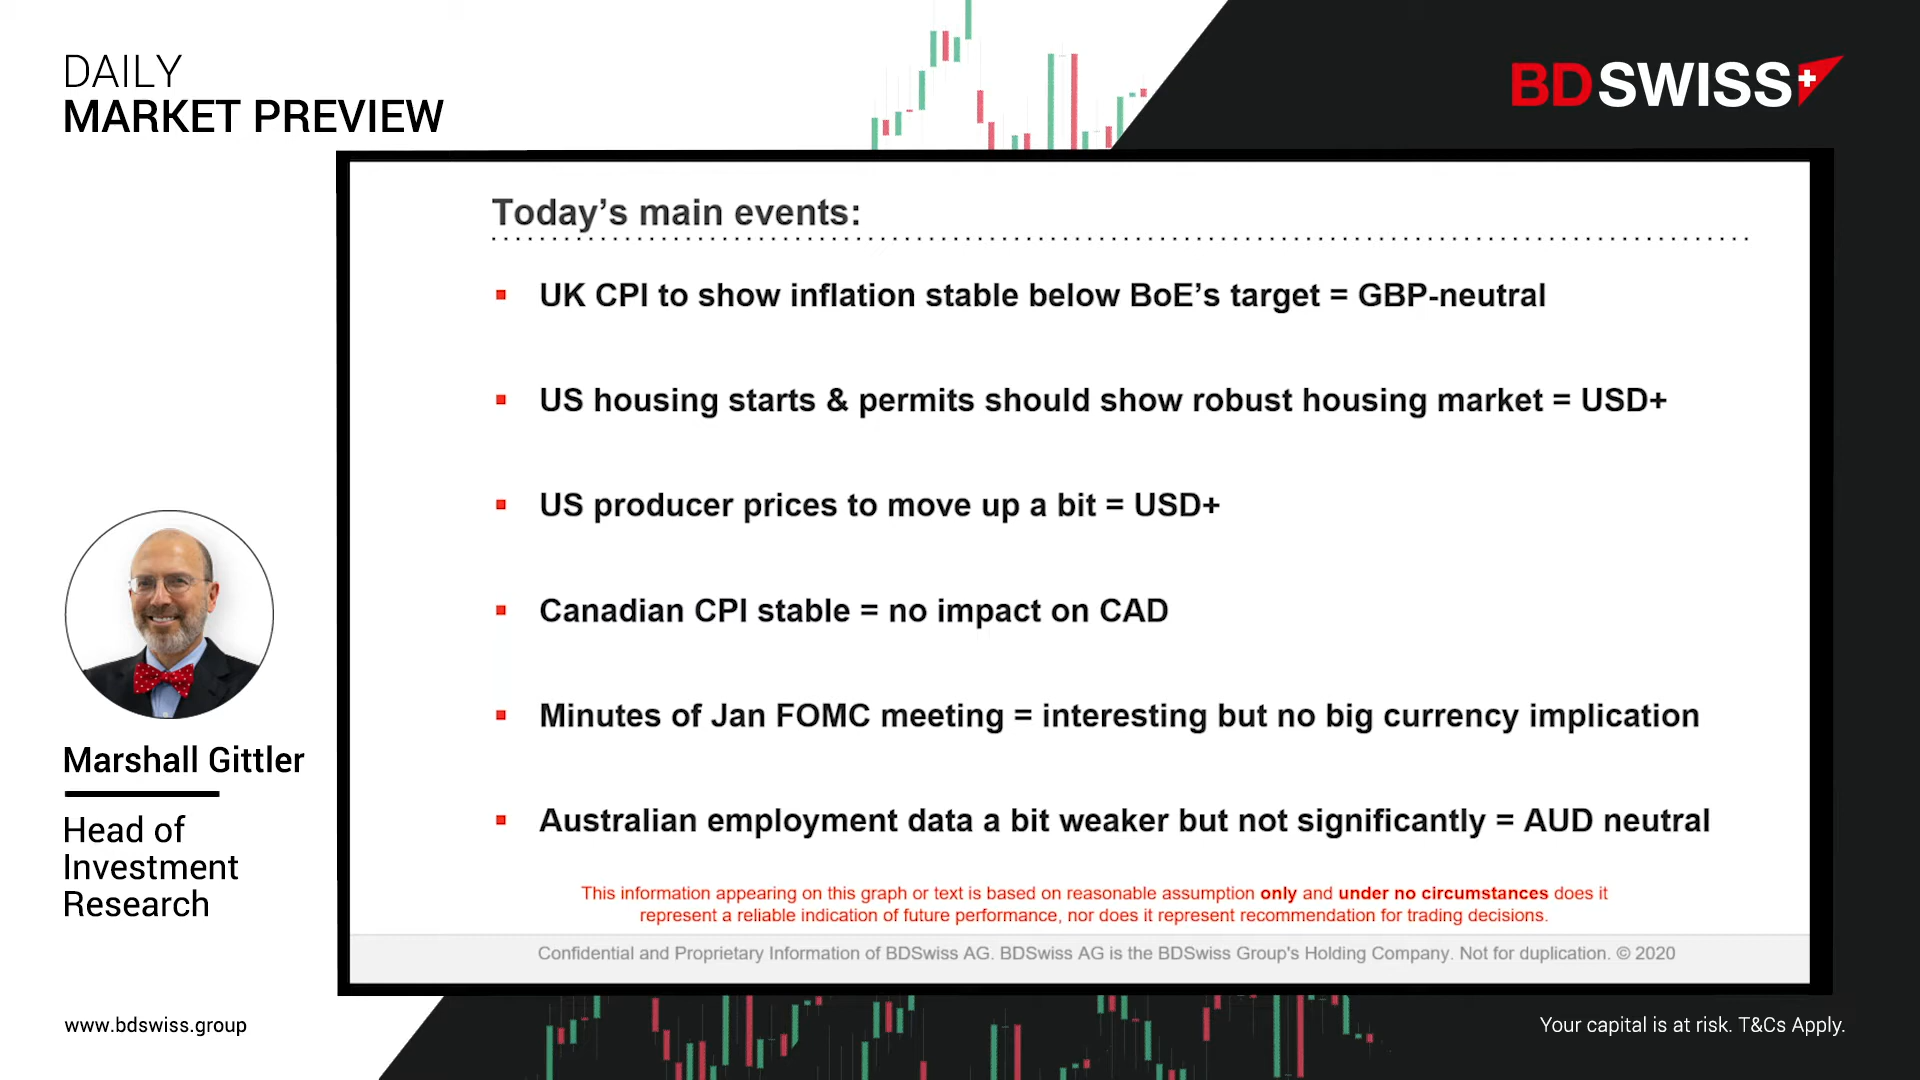 DAILY
MARKET PREVIEW
BDSWISS
Today’s main events:
UK CPI to show inflation stable below BoE’s target = GBP-neutral
US housing starts & permits should show robust housing market = USD+
US producer prices to move up a bit = USD+
Canadian CPI stable = no impact on CAD
Minutes of Jan FOMC meeting = interesting but no big currency implication
Australian employment data a bit weaker but not significantly = AUD neutral
This information appearing on this graph or text is based on reasonable assumption only and under no circumstances does it
represent a reliable indication of future performance, nor does it represent recommendation for trading decisions.
Confidential and Proprietary Information of BDSwiss AG. BDSwiss AG is the BDSwiss Group's Holding Company. Not for duplication. © 2020
Marshall Gittler
Head of
Investment
Research
www.bdswiss.group
Your capital is at risk. T&Cs Apply.